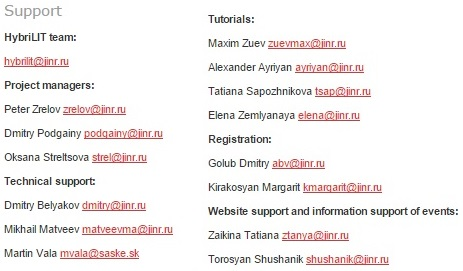 Support
HybriLIT team:
hybrilit@jinr.ru
Project managers:
Peter Zrelov zrelov@jinr.ru
Dmitry Podgainy podgainy@jinr.ru
Oksana Streltsova strel@jinr.ru
Technical support:
Dmitry Belyakov dmitry@jinr.ru
Mikhail Matveev matveevma@jinr.ru
Martin Vala mvala@saske.sk
Tutorials:
Maxim Zuev zuevmax@jinr.ru
Alexander Ayriyan ayriyan@jinr.ru
Tatiana Sapozhnikova tsap@jinr.ru
Elena Zemlyanaya elena@jinr.ru
Registration:
Golub Dmitry abv@jinr.ru
Kirakosyan Margarit kmargarit@jinr.ru
Website support and information support of events:
Zaikina Tatiana ztanya@jinr.ru
Torosyan Shushanik shushanik@jinr.ru